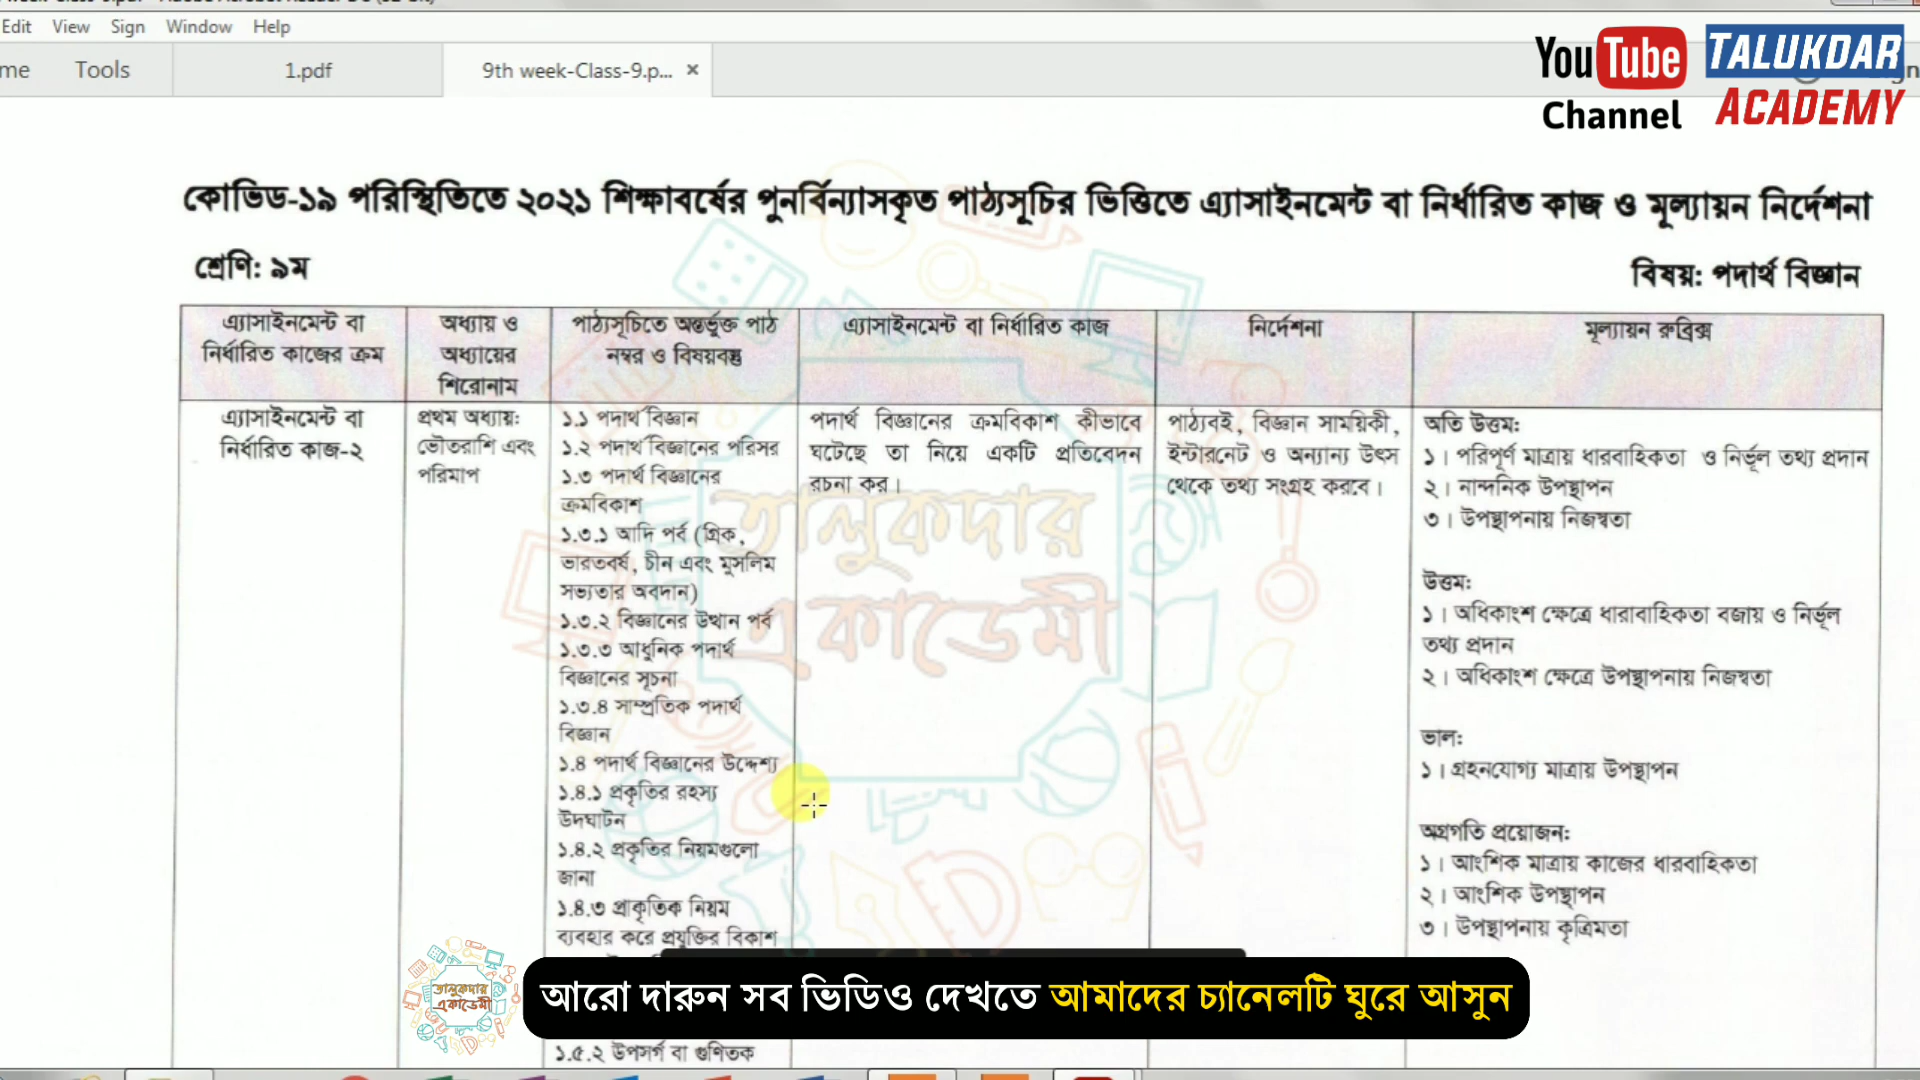 Edit View Sign Window Help
me Tools 1.pdf 9th week-Class-9.p... ×
YouTube
Channel
TALUKDAR
ACADEMY
কোভিড-১৯ পরিস্থিতিতে ২০২১ শিক্ষাবর্ষের পুনর্বিন্যাসকৃত পাঠ্যসূচির ভিত্তিতে এ্যাসাইনমেন্ট বা নির্ধারিত কাজ ও মূল্যায়ন নির্দেশনা
শ্রেণি: ৯ম
বিষয়: পদার্থ বিজ্ঞান
এ্যাসাইনমেন্ট বা
নির্ধারিত কাজের ক্রম
অধ্যায় ও
অধ্যায়ের
শিরোনাম
পাঠ্যসূচিতে অন্তর্ভুক্ত পাঠ
নম্বর ও বিষয়বস্তু
এ্যাসাইনমেন্ট বা নির্ধারিত কাজ
নির্দেশনা
মূল্যায়ন রুব্রিক্স
এ্যাসাইনমেন্ট বা
নির্ধারিত কাজ-২
প্রথম অধ্যায়:
ভৌতরাশি এবং
পরিমাপ
১.১ পদার্থ বিজ্ঞান
১.২ পদার্থ বিজ্ঞানের পরিসর
১.৩ পদার্থ বিজ্ঞানের
ক্রমবিকাশ
১.৩.১ আদি পর্ব (গ্রিক,
ভারতবর্ষ, চীন এবং মুসলিম
সভ্যতার অবদান)
১.৩.২ বিজ্ঞানের উত্থান পর্ব
১.৩.৩ আধুনিক পদার্থ
বিজ্ঞানের সূচনা
১.৩.৪ সাম্প্রতিক পদার্থ
বিজ্ঞান
১.৪ পদার্থ বিজ্ঞানের উদ্দেশ্য
১.৪.১ প্রকৃতির রহস্য
উদঘাটন
১.৪.২ প্রকৃতির নিয়মগুলো
জানা
১.৪.৩ প্রাকৃতিক নিয়ম
ব্যবহার করে প্রযুক্তির বিকাশ
১.৫.২ উপসর্গ বা গুণিতক
পদার্থ বিজ্ঞানের ক্রমবিকাশ কীভাবে
ঘটেছে তা নিয়ে একটি প্রতিবেদন
রচনা কর।
পাঠ্যবই, বিজ্ঞান সাময়িকী,
ইন্টারনেট ও অন্যান্য উৎস
থেকে তথ্য সংগ্রহ করবে।
অতি উত্তম:
১। পরিপূর্ণ মাত্রায় ধারবাহিকতা ও নির্ভূল তথ্য প্রদান
২। নান্দনিক উপস্থাপন
৩। উপস্থাপনায় নিজস্বতা
উত্তম:
১। অধিকাংশ ক্ষেত্রে ধারাবাহিকতা বজায় ও নির্ভূল
তথ্য প্রদান
২। অধিকাংশ ক্ষেত্রে উপস্থাপনায় নিজস্বতা
ভাল:
১। গ্রহনযোগ্য মাত্রায় উপস্থাপন
অগ্রগতি প্রয়োজন:
১। আংশিক মাত্রায় কাজের ধারবাহিকতা
২। আংশিক উপস্থাপন
৩। উপস্থাপনায় কৃত্রিমতা
তালুকদার
একাডেমী
তালুকদার
একাডেমী
আরো দারুন সব ভিডিও দেখতে আমাদের চ্যানেলটি ঘুরে আসুন